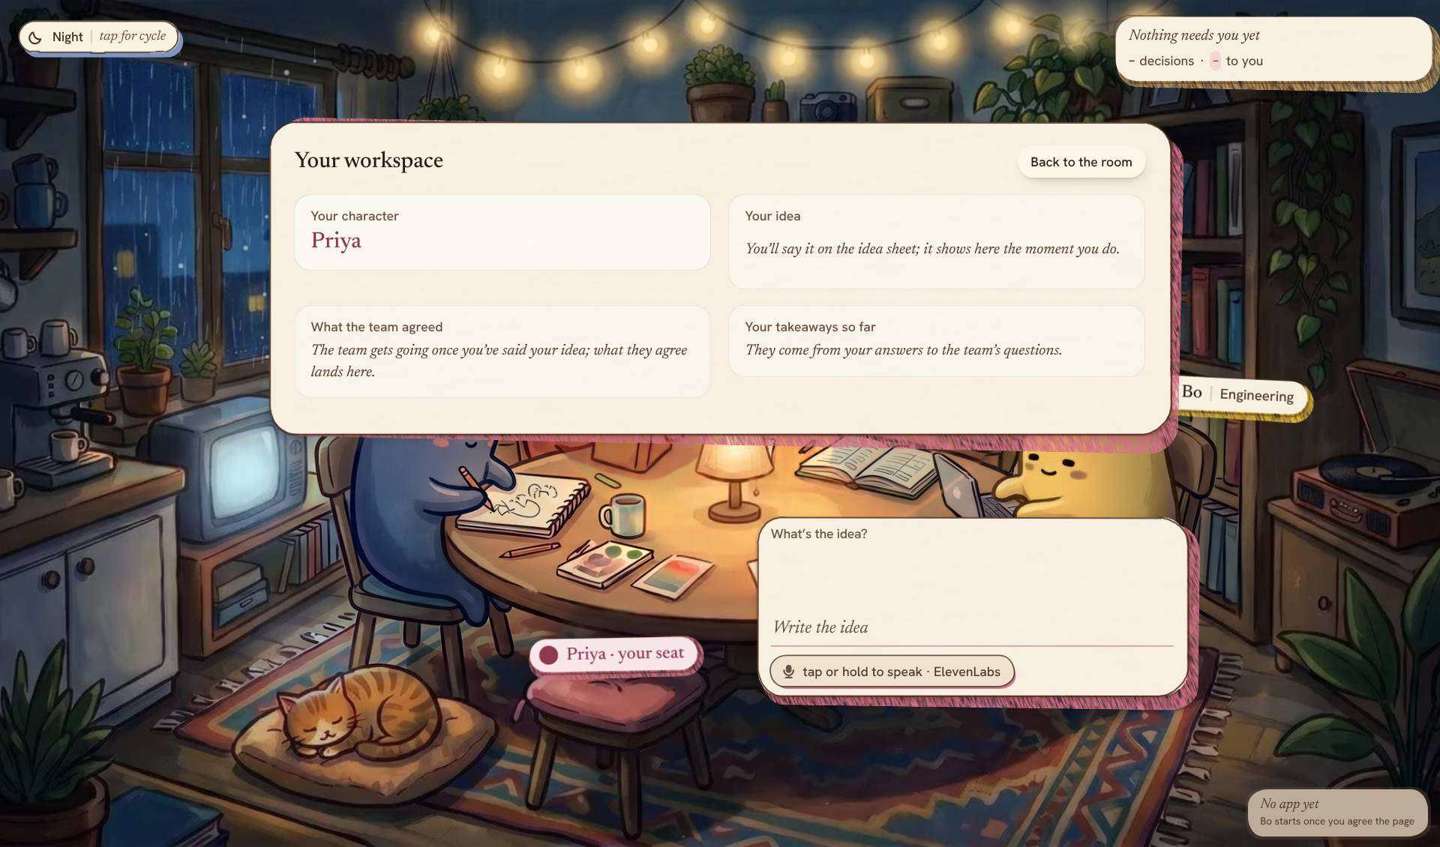 Night tap for cycle
Nothing needs you yet
– decisions · – to you
Your workspace
Back to the room
Your character
Priya
Your idea
You'll say it on the idea sheet; it shows here the moment you do.
What the team agreed
The team gets going once you've said your idea; what they agree
lands here.
Your takeaways so far
They come from your answers to the team's questions.
Bo Engineering
What's the idea?
Write the idea
tap or hold to speak · ElevenLabs
Priya · your seat
No app yet
Bo starts once you agree the page